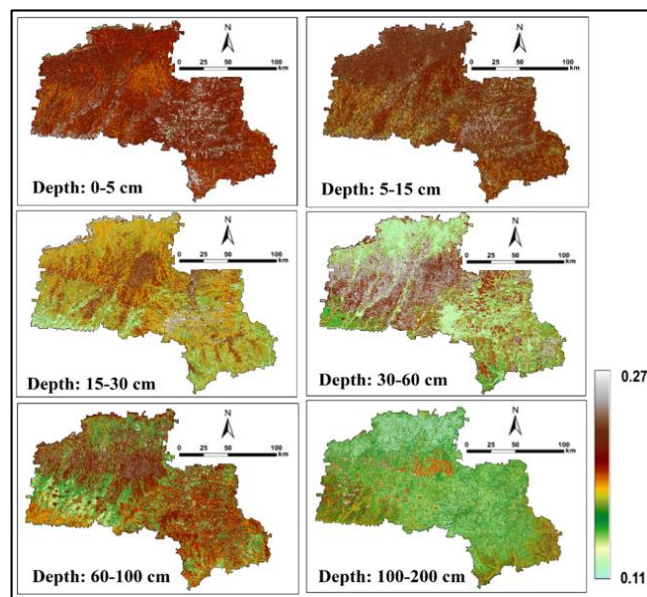 N
0 50 50 100
km
Depth: 0-5 cm
N
0 25 50 100
km
Depth: 5-15 cm
N
0 25 50 100
km
Depth: 15-30 cm
N
0 25 50 100
km
Depth: 30-60 cm
N
0 25 50 100
km
Depth: 60-100 cm
N
0 25 50 100
km
Depth: 100-200 cm
0.27
0.11